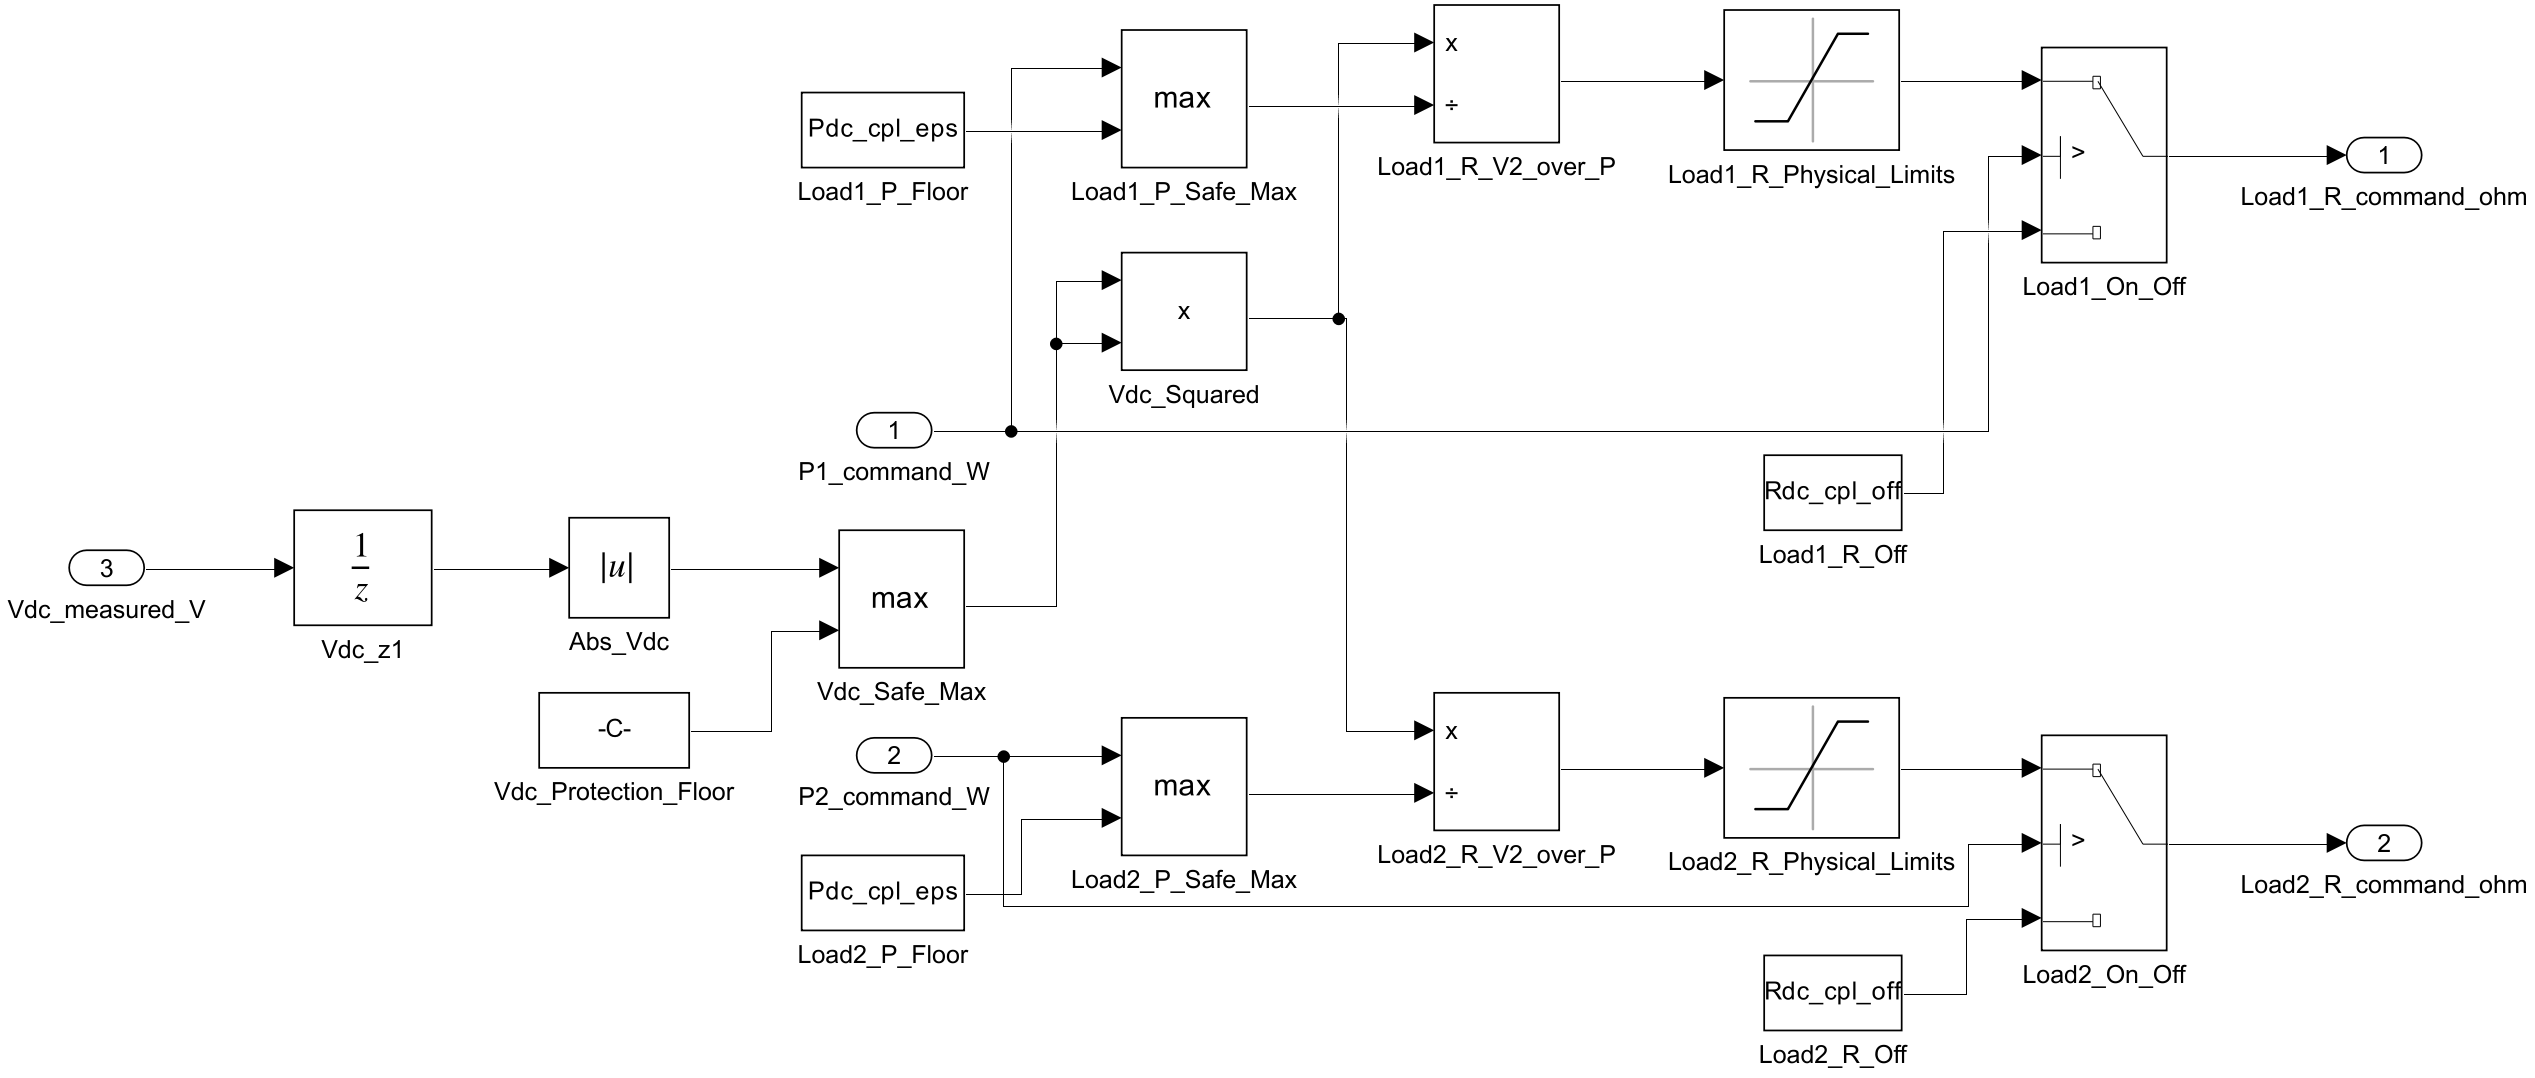 x
÷
Load1_R_V2_over_P
max
Load1_P_Safe_Max
Pdc_cpl_eps
Load1_P_Floor
Load1_R_Physical_Limits
>
Load1_On_Off
1
Load1_R_command_ohm
x
Vdc_Squared
1
P1_command_W
Rdc_cpl_off
Load1_R_Off
3
Vdc_measured_V
1
z
Vdc_z1
|u|
Abs_Vdc
max
Vdc_Safe_Max
-C-
Vdc_Protection_Floor
2
P2_command_W
max
Load2_P_Safe_Max
Pdc_cpl_eps
Load2_P_Floor
x
÷
Load2_R_V2_over_P
Load2_R_Physical_Limits
>
Load2_On_Off
2
Load2_R_command_ohm
Rdc_cpl_off
Load2_R_Off